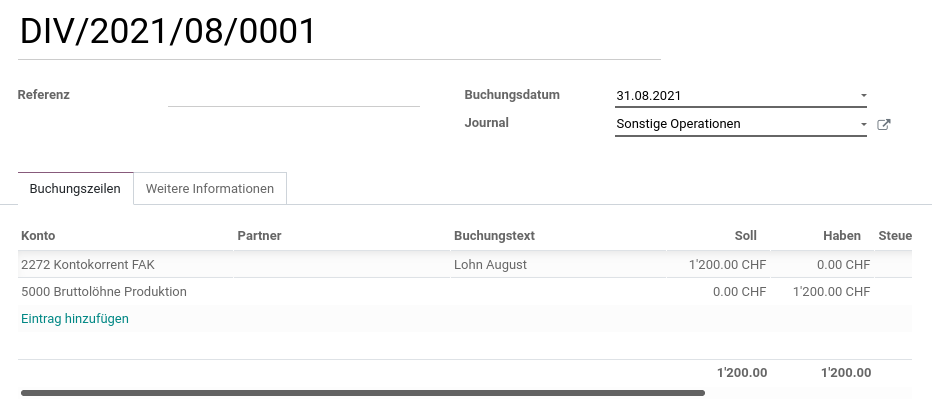 DIV/2021/08/0001
Referenz
Buchungsdatum 31.08.2021
Journal Sonstige Operationen
Buchungszeilen Weitere Informationen
Konto Partner Buchungstext Soll Haben Steue
2272 Kontokorrent FAK Lohn August 1'200.00 CHF 0.00 CHF
5000 Bruttolöhne Produktion 0.00 CHF 1'200.00 CHF
Eintrag hinzufügen
1'200.00 1'200.00